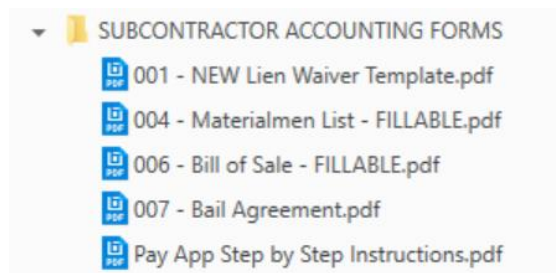 SUBCONTRACTOR ACCOUNTING FORMS
001 - NEW Lien Waiver Template.pdf
004 - Materialmen List - FILLABLE.pdf
006 - Bill of Sale - FILLABLE.pdf
007 - Bail Agreement.pdf
Pay App Step by Step Instructions.pdf